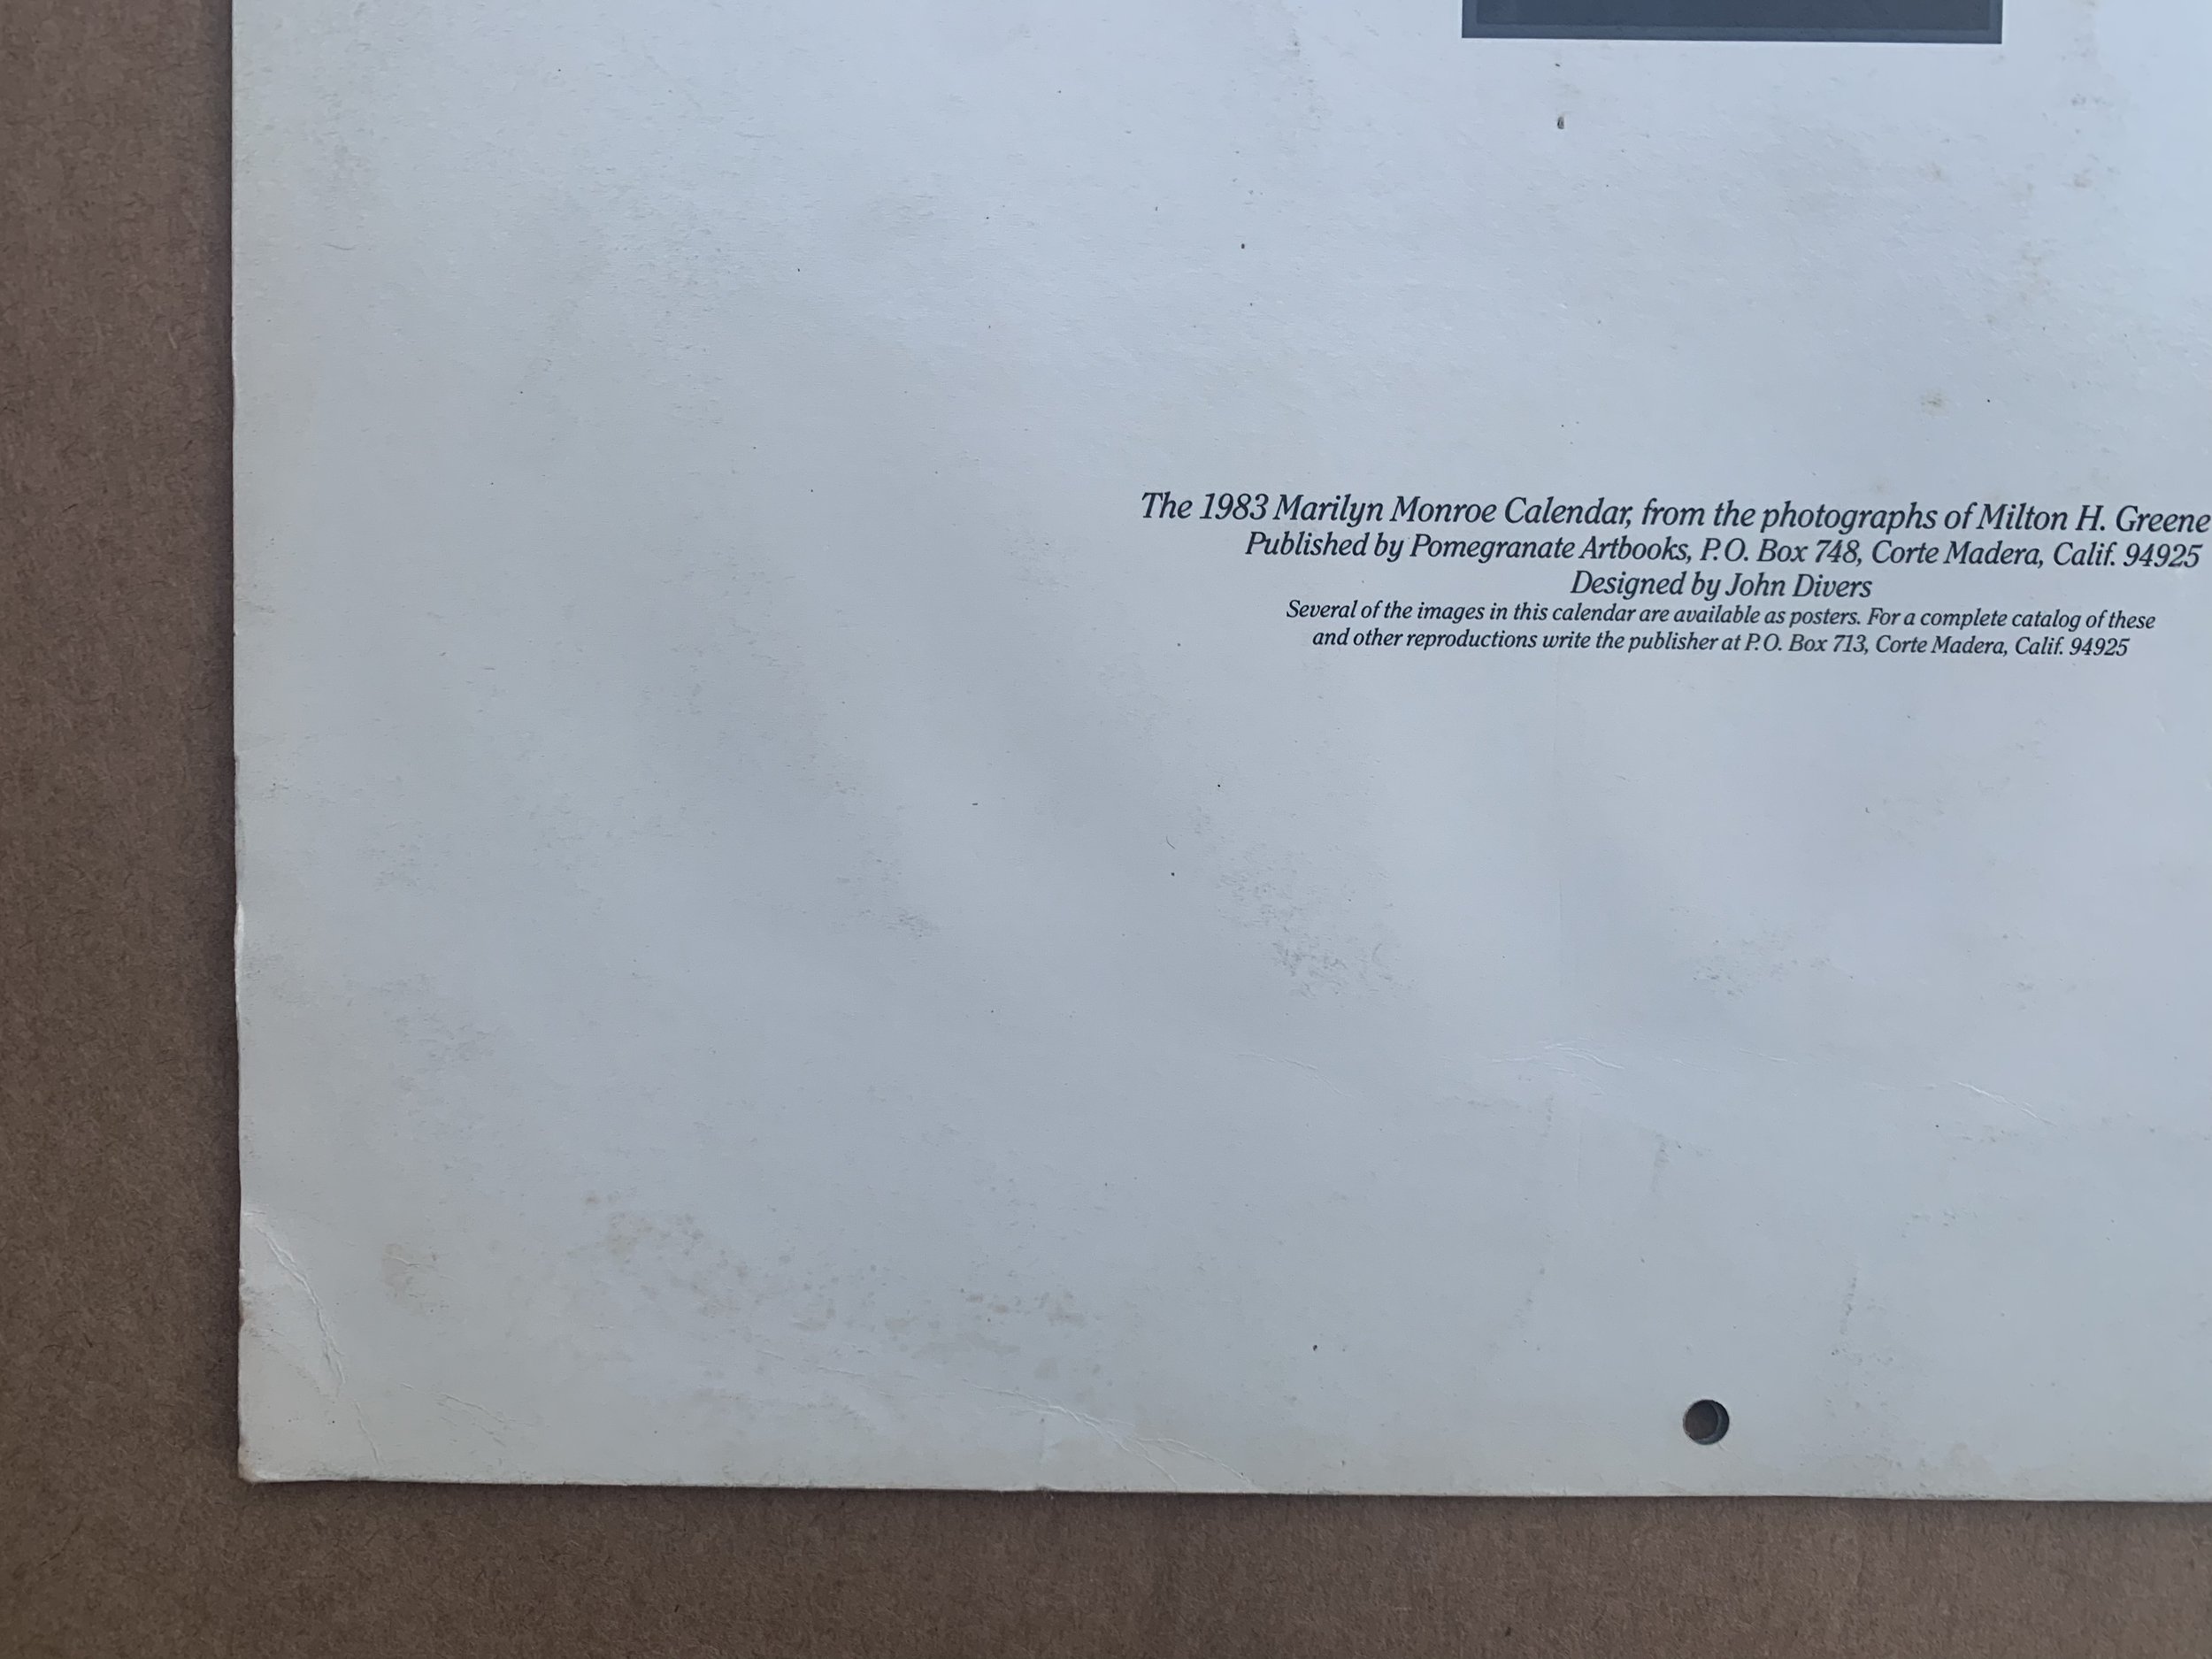 The 1983 Marilyn Monroe Calendar, from the photographs of Milton H. Greene
Published by Pomegranate Artbooks, P.O. Box 748, Corte Madera, Calif. 94925
Designed by John Divers
Several of the images in this calendar are available as posters. For a complete catalog of these
and other reproductions write the publisher at P.O. Box 713, Corte Madera, Calif. 94925